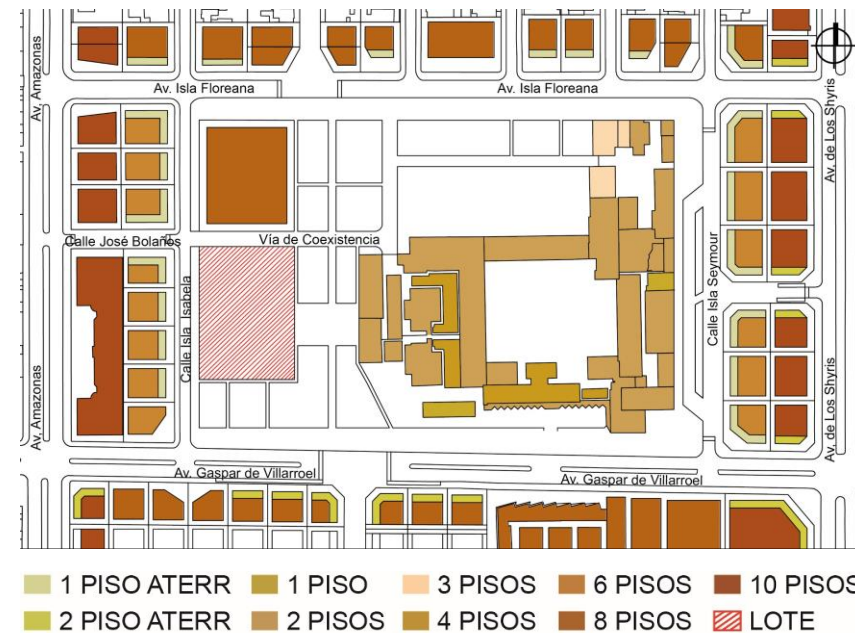 Av, Amazonas
Av. Isla Floreana
Av. Isla Floreana
Av. de Los Shyris
Calle José Bolaños
Vía de Coexistencia
Calle Isla Isabela
Calle Isla Seymour
Av, Amazonas
Av. de Los Shyris
Av. Gaspar de Villarroel
Av. Gaspar de Villarroel
1 PISO ATERR 1 PISO 3 PISOS 6 PISOS 10 PISOS
2 PISO ATERR 2 PISOS 4 PISOS 8 PISOS LOTE